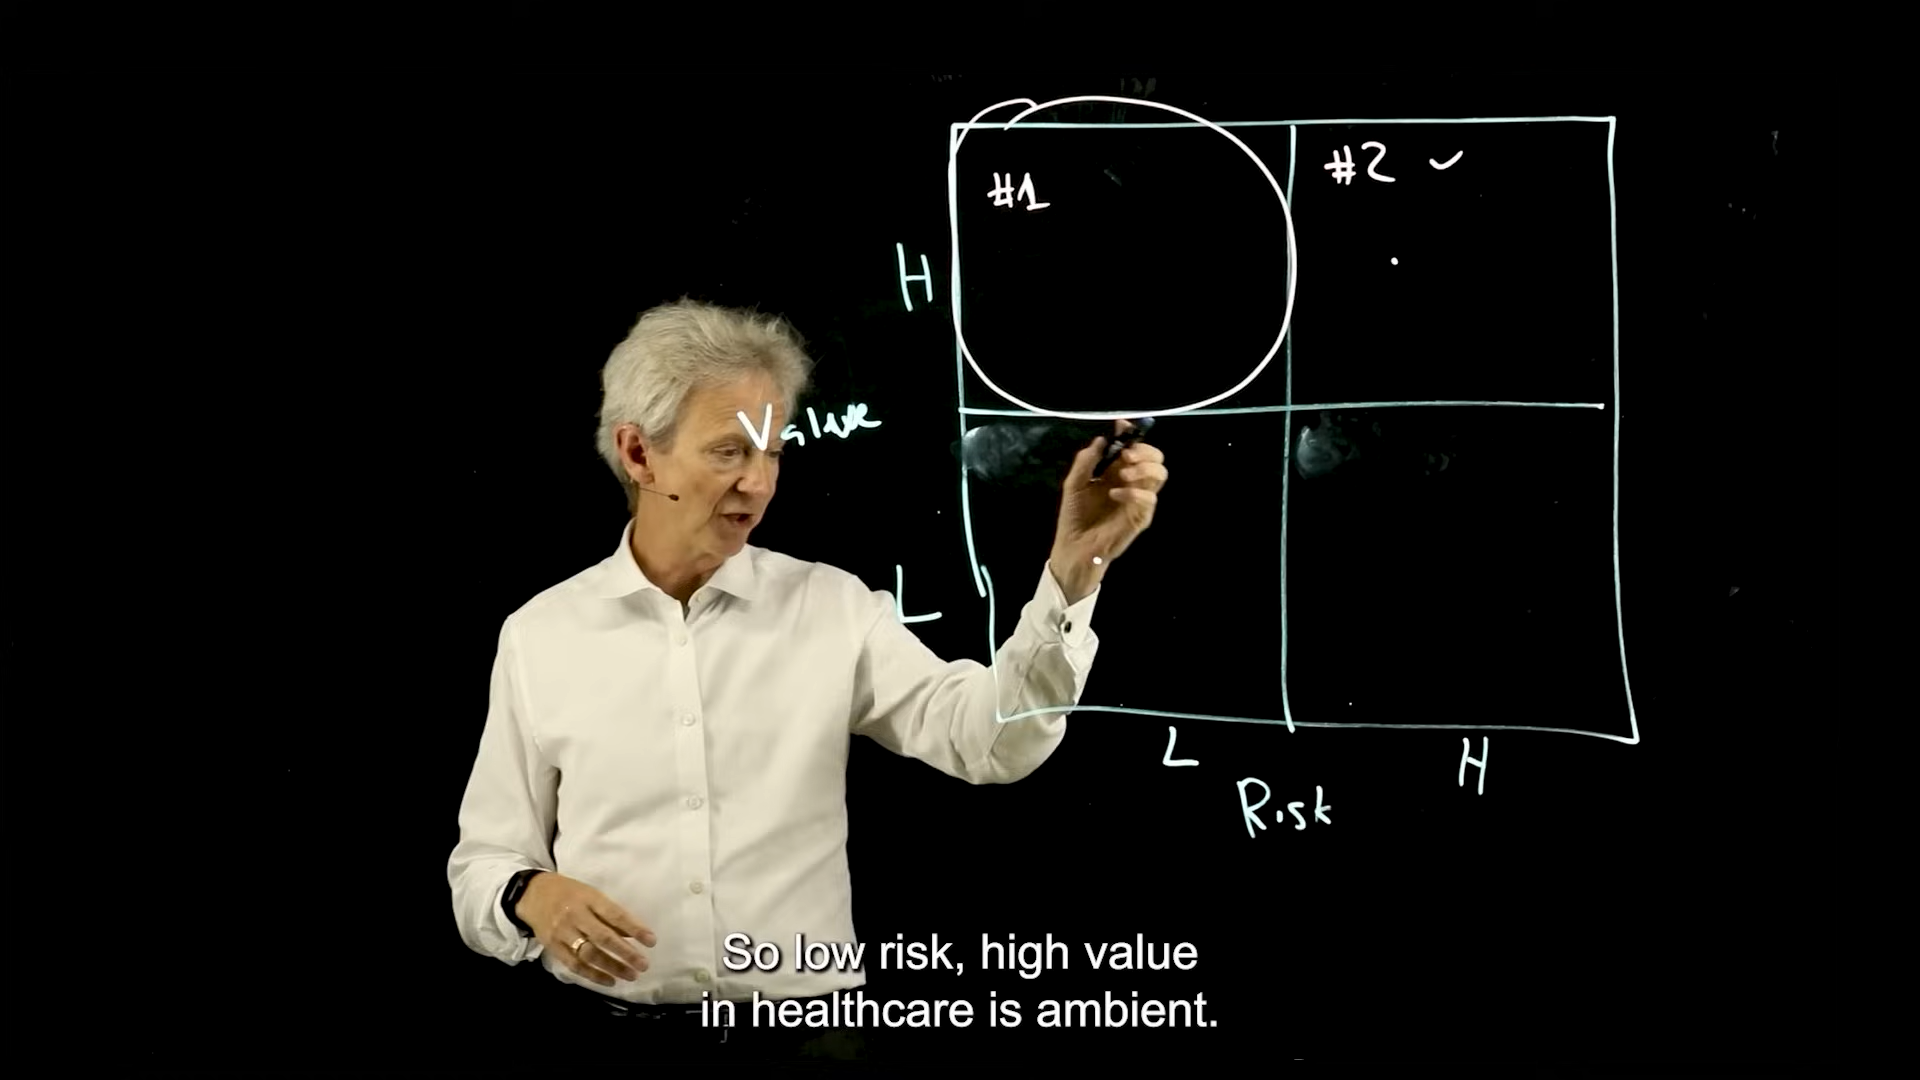 #1
#2 ✓
H
Value
L
L
H
Risk
So low risk, high value
in healthcare is ambient.